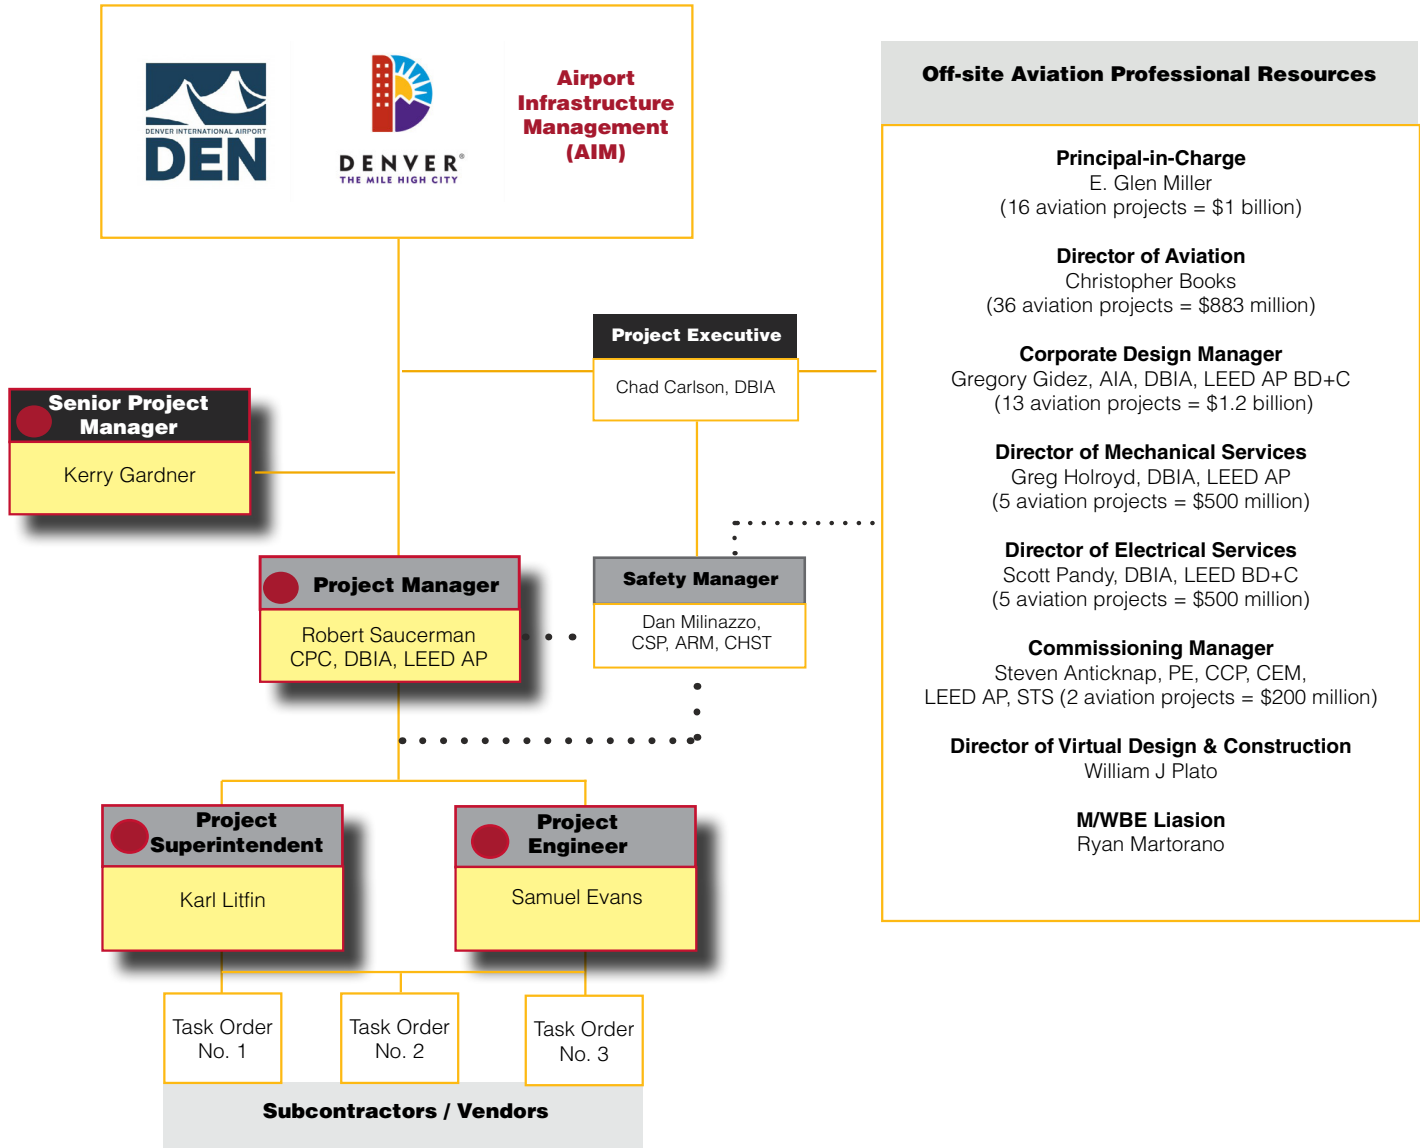 DENVER INTERNATIONAL AIRPORT
DEN
DENVER®
THE MILE HIGH CITY
Airport
Infrastructure
Management
(AIM)
Off-site Aviation Professional Resources
Principal-in-Charge
E. Glen Miller
(16 aviation projects = $1 billion)
Director of Aviation
Christopher Books
(36 aviation projects = $883 million)
Corporate Design Manager
Gregory Gidez, AIA, DBIA, LEED AP BD+C
(13 aviation projects = $1.2 billion)
Director of Mechanical Services
Greg Holroyd, DBIA, LEED AP
(5 aviation projects = $500 million)
Director of Electrical Services
Scott Pandy, DBIA, LEED BD+C
(5 aviation projects = $500 million)
Commissioning Manager
Steven Anticknap, PE, CCP, CEM,
LEED AP, STS (2 aviation projects = $200 million)
Director of Virtual Design & Construction
William J Plato
M/WBE Liasion
Ryan Martorano
Project Executive
Chad Carlson, DBIA
Senior Project
Manager
Kerry Gardner
Project Manager
Robert Saucerman
CPC, DBIA, LEED AP
Safety Manager
Dan Milinazzo,
CSP, ARM, CHST
Project
Superintendent
Karl Litfin
Project
Engineer
Samuel Evans
Task Order
No. 1
Task Order
No. 2
Task Order
No. 3
Subcontractors / Vendors